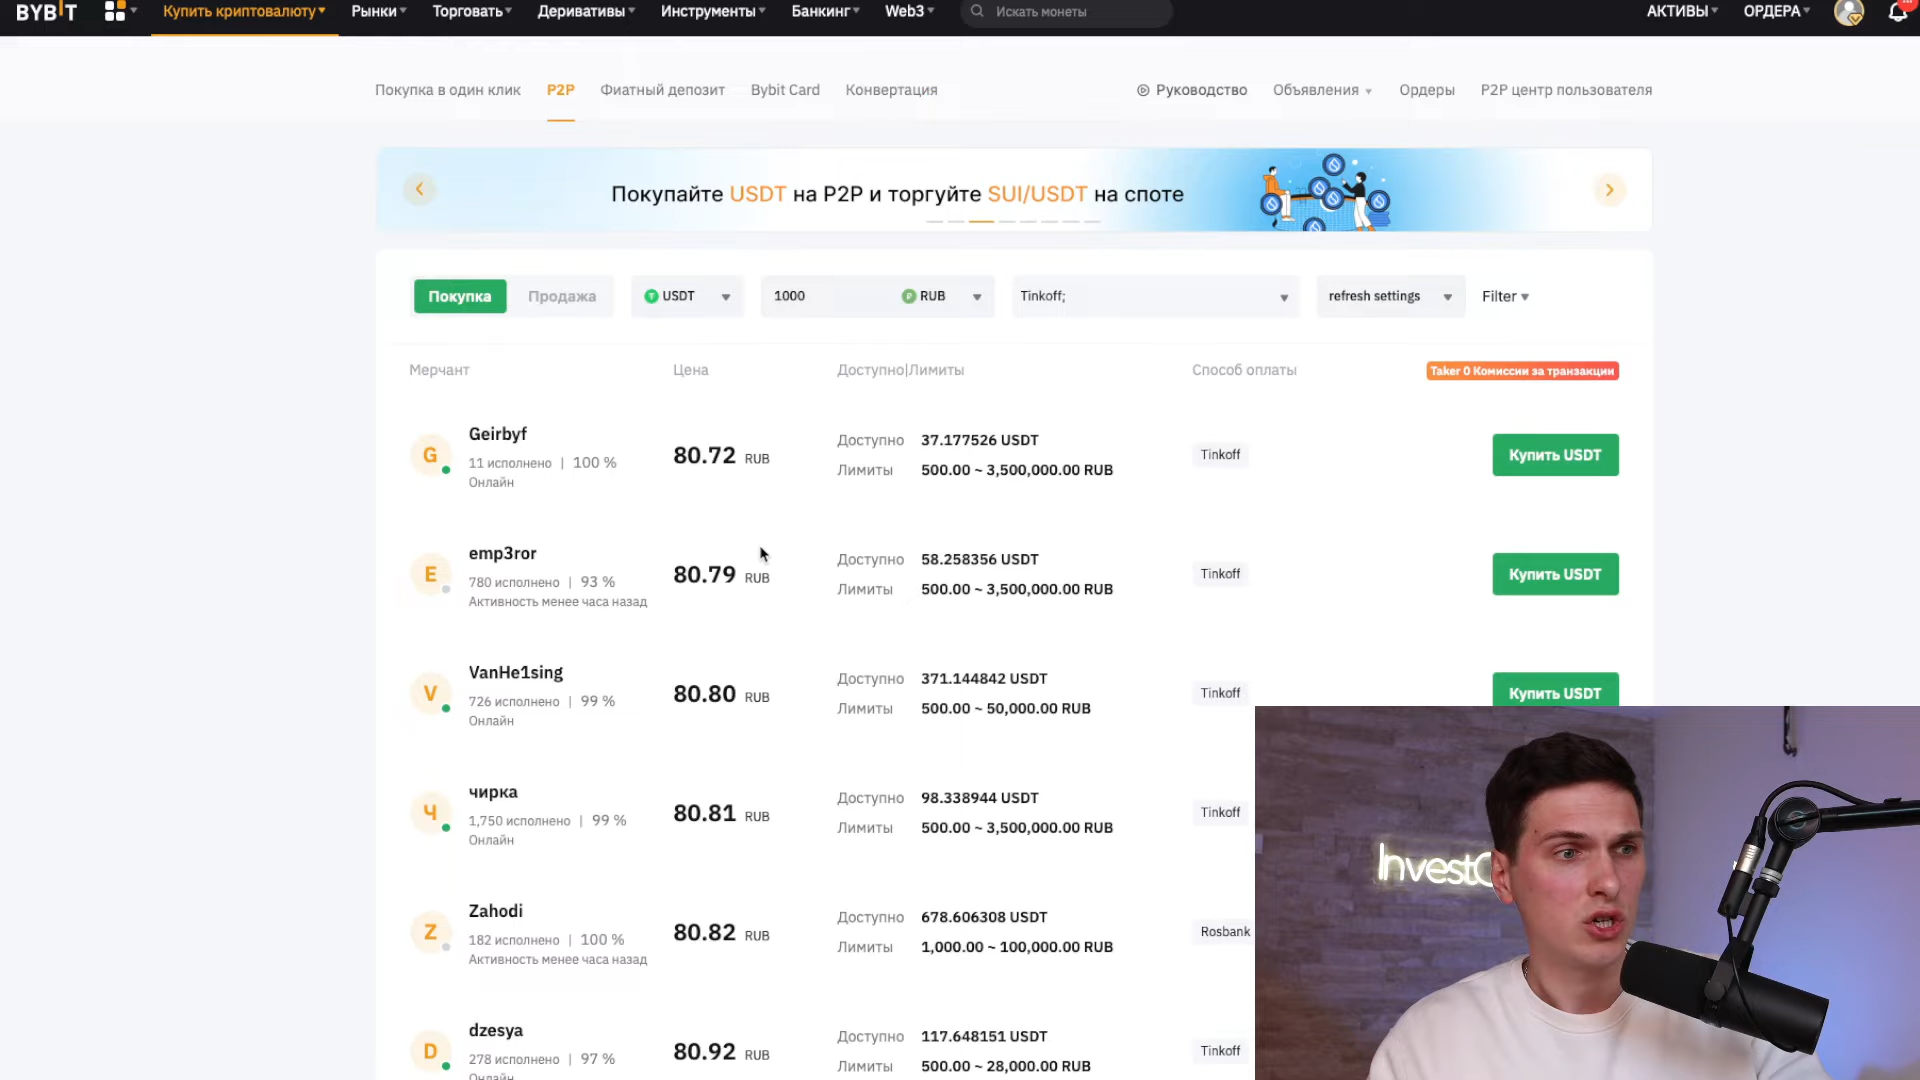 BYBIT
Купить криптовалюту
Рынки
Торговать
Деривативы
Инструменты
Банкинг
Web3
Искать монеты
АКТИВЫ
ОРДЕРА
Покупка в один клик
P2P
Фиатный депозит
Bybit Card
Конвертация
Руководство
Объявления
Ордеры
P2P центр пользователя
Покупайте USDT на P2P и торгуйте SUI/USDT на споте
Покупка
Продажа
USDT
1000
RUB
Tinkoff;
refresh settings
Filter
Мерчант
Цена
Доступно|Лимиты
Способ оплаты
Taker 0 Комиссии за транзакции
G
Geirbyf
11 исполнено | 100 %
Онлайн
80.72 RUB
Доступно 37.177526 USDT
Лимиты 500.00 ~ 3,500,000.00 RUB
Tinkoff
Купить USDT
E
emp3ror
780 исполнено | 93 %
Активность менее часа назад
80.79 RUB
Доступно 58.258356 USDT
Лимиты 500.00 ~ 3,500,000.00 RUB
Tinkoff
Купить USDT
V
VanHe1sing
726 исполнено | 99 %
Онлайн
80.80 RUB
Доступно 371.144842 USDT
Лимиты 500.00 ~ 50,000.00 RUB
Tinkoff
Купить USDT
Ч
чирка
1,750 исполнено | 99 %
Онлайн
80.81 RUB
Доступно 98.338944 USDT
Лимиты 500.00 ~ 3,500,000.00 RUB
Tinkoff
Z
Zahodi
182 исполнено | 100 %
Активность менее часа назад
80.82 RUB
Доступно 678.606308 USDT
Лимиты 1,000.00 ~ 100,000.00 RUB
Rosbank
D
dzesya
278 исполнено | 97 %
Онлайн
80.92 RUB
Доступно 117.648151 USDT
Лимиты 500.00 ~ 28,000.00 RUB
Tinkoff